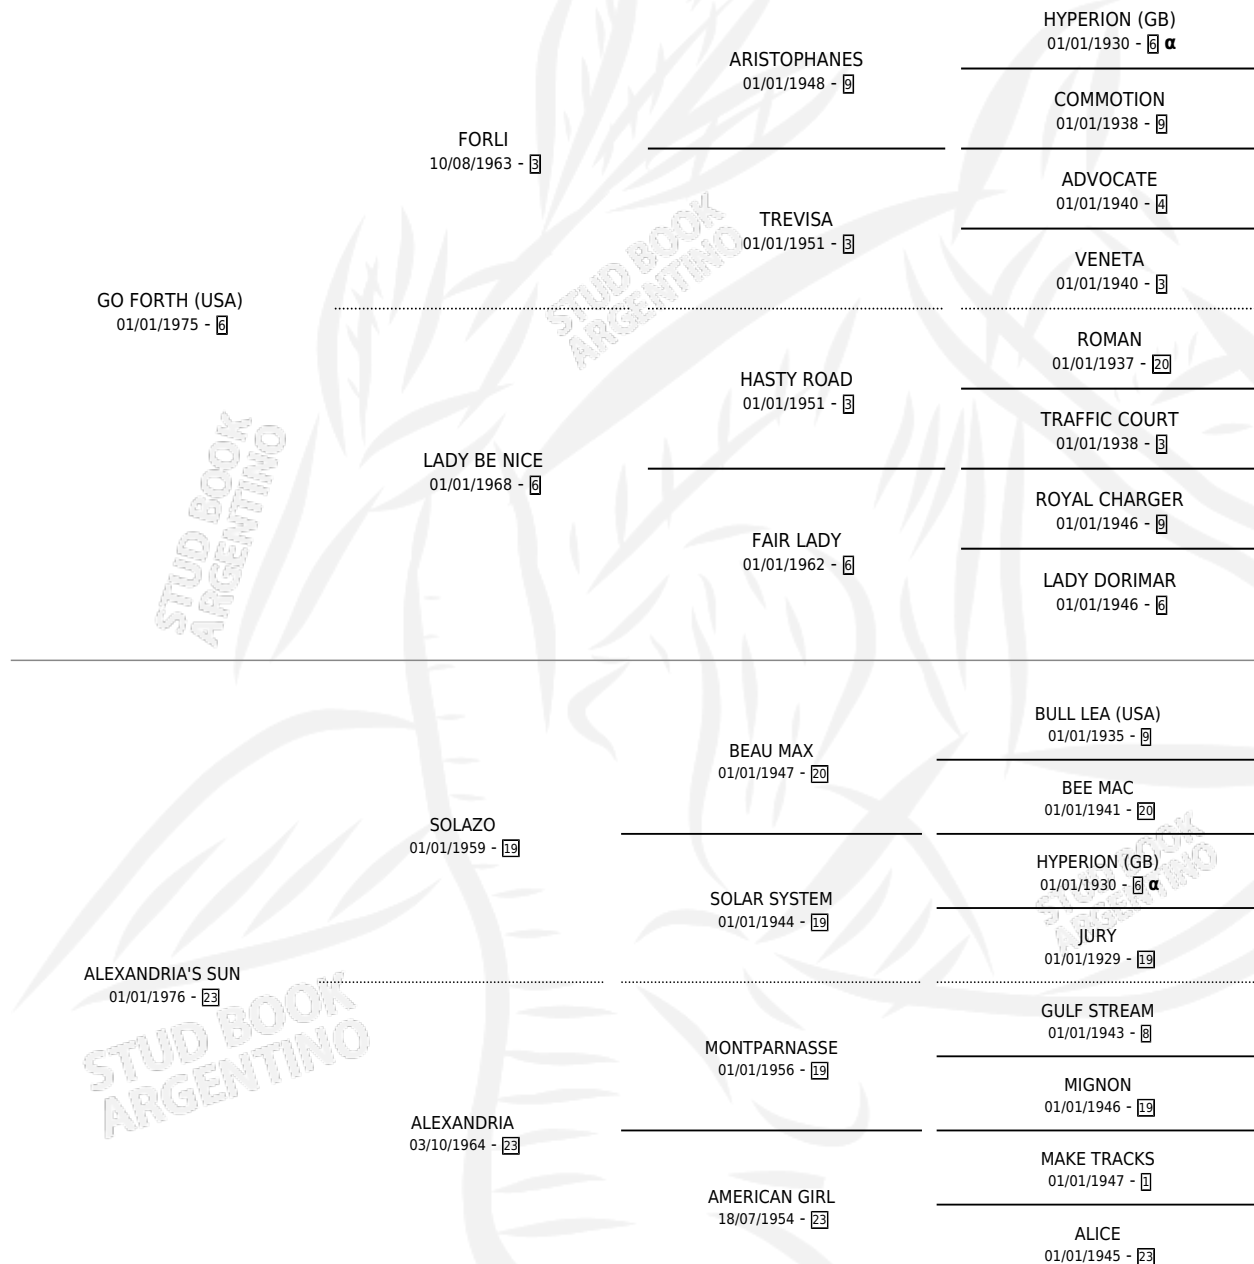 HYPERION (GB)
01/01/1930 - 6 α
ARISTOPHANES
01/01/1948 - 9
COMMOTION
01/01/1938 - 9
FORLI
10/08/1963 - 3
ADVOCATE
01/01/1940 - 4
TREVISA
01/01/1951 - 3
VENETA
01/01/1940 - 3
STUD BOOK
ARGENTINO
GO FORTH (USA)
01/01/1975 - 6
ROMAN
01/01/1937 - 20
HASTY ROAD
01/01/1951 - 3
TRAFFIC COURT
01/01/1938 - 3
LADY BE NICE
01/01/1968 - 6
ROYAL CHARGER
01/01/1946 - 9
FAIR LADY
01/01/1962 - 6
LADY DORIMAR
01/01/1946 - 6
STUD BOOK
ARGENTINO
BULL LEA (USA)
01/01/1935 - 9
BEAU MAX
01/01/1947 - 20
BEE MAC
01/01/1941 - 20
SOLAZO
01/01/1959 - 19
HYPERION (GB)
01/01/1930 - 6 α
SOLAR SYSTEM
01/01/1944 - 19
JURY
01/01/1929 - 19
STUD BOOK
ARGENTINO
ALEXANDRIA'S SUN
01/01/1976 - 23
STUD BOOK
ARGENTINO
GULF STREAM
01/01/1943 - 8
MONTPARNASSE
01/01/1956 - 19
MIGNON
01/01/1946 - 19
ALEXANDRIA
03/10/1964 - 23
MAKE TRACKS
01/01/1947 - 1
AMERICAN GIRL
18/07/1954 - 23
ALICE
01/01/1945 - 23